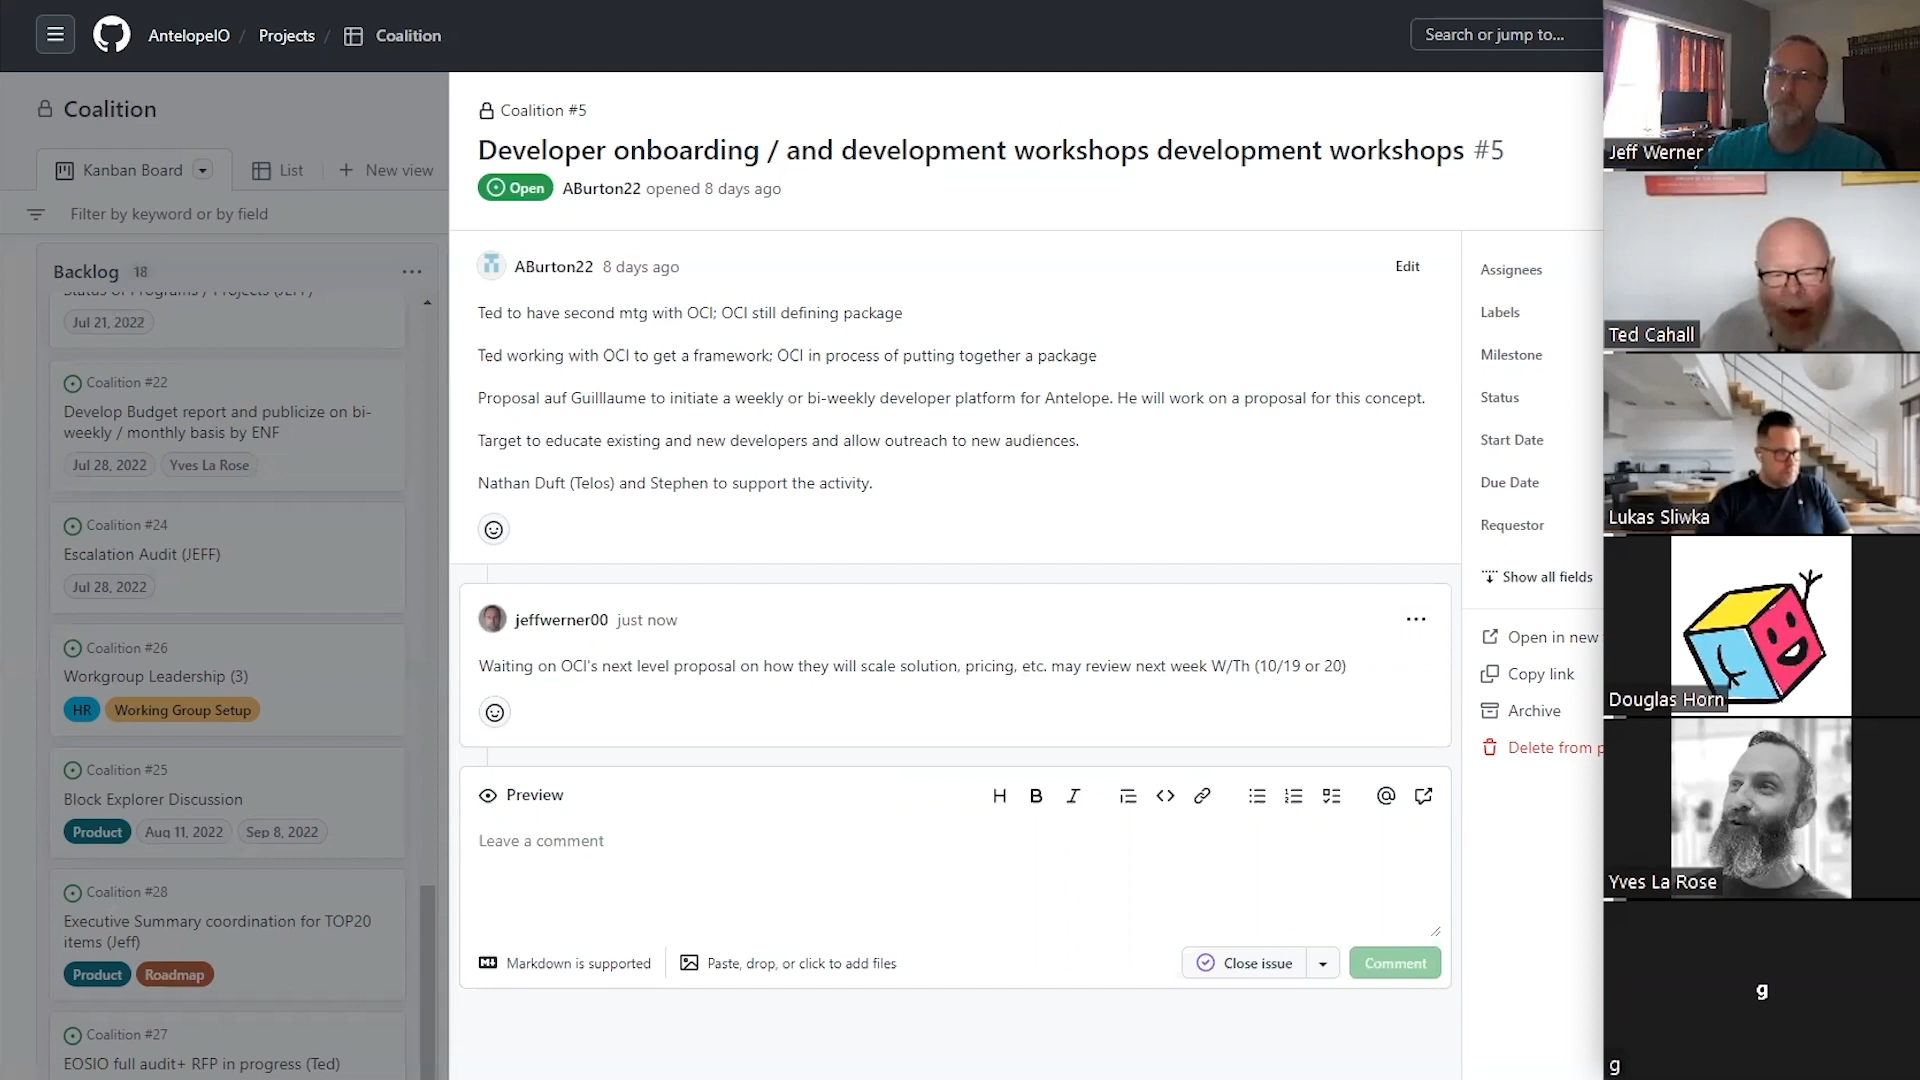 AntelopeIO / Projects / Coalition
Search or jump to...
Coalition
Kanban Board
List
New view
Filter by keyword or by field
Backlog 18
Status of Programs / Projects (JEFF)
Jul 21, 2022
Coalition #22
Develop Budget report and publicize on bi-
weekly / monthly basis by ENF
Jul 28, 2022
Yves La Rose
Coalition #24
Escalation Audit (JEFF)
Jul 28, 2022
Coalition #26
Workgroup Leadership (3)
HR
Working Group Setup
Coalition #25
Block Explorer Discussion
Product
Aug 11, 2022
Sep 8, 2022
Coalition #28
Executive Summary coordination for TOP20
items (Jeff)
Product
Roadmap
Coalition #27
EOSIO full audit+ RFP in progress (Ted)
Coalition #5
Developer onboarding / and development workshops development workshops #5
Open
ABurton22 opened 8 days ago
ABurton22 8 days ago
Edit
Ted to have second mtg with OCI; OCI still defining package
Ted working with OCI to get a framework; OCI in process of putting together a package
Proposal auf Guilllaume to initiate a weekly or bi-weekly developer platform for Antelope. He will work on a proposal for this concept.
Target to educate existing and new developers and allow outreach to new audiences.
Nathan Duft (Telos) and Stephen to support the activity.
jeffwerner00 just now
Waiting on OCI's next level proposal on how they will scale solution, pricing, etc. may review next week W/Th (10/19 or 20)
Preview
Leave a comment
Markdown is supported
Paste, drop, or click to add files
Close issue
Comment
Assignees
Labels
Milestone
Status
Start Date
Due Date
Requestor
Show all fields
Open in new
Copy link
Archive
Delete from p
Jeff Werner
Ted Cahall
Lukas Sliwka
Douglas Horn
Yves La Rose
g
g